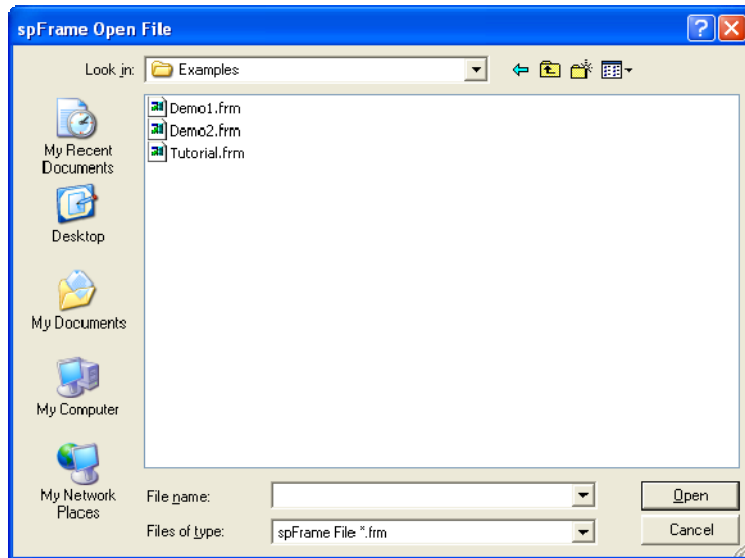 spFrame Open File
Look in: Examples
Demo1.frm
Demo2.frm
Tutorial.frm
My Recent
Documents
Desktop
My Documents
My Computer
My Network
Places
File name:
Open
Files of type: spFrame File *.frm
Cancel